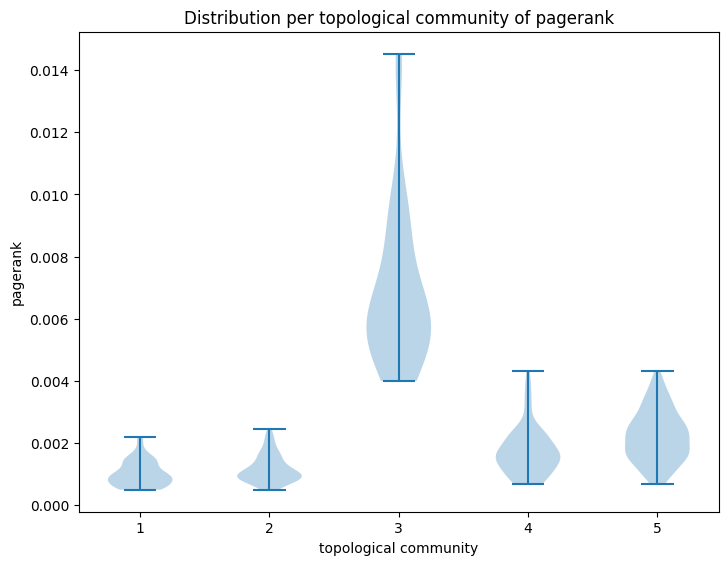 Distribution per topological community of pagerank
0.014
0.012
0.010
0.008
0.006
0.004
0.002
0.000
pagerank
1 2 3 4 5
topological community